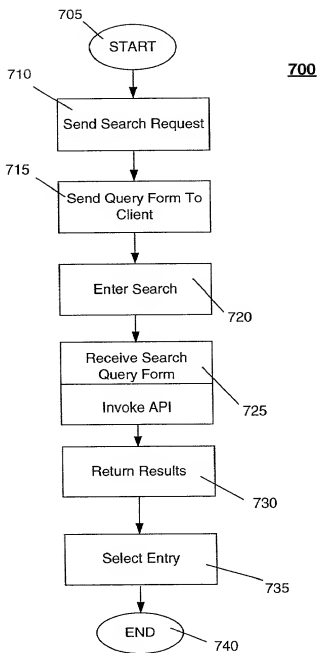 705
START
700
710
Send Search Request
715
Send Query Form To
Client
Enter Search
720
Receive Search
Query Form
725
Invoke API
Return Results
730
Select Entry
735
END
740